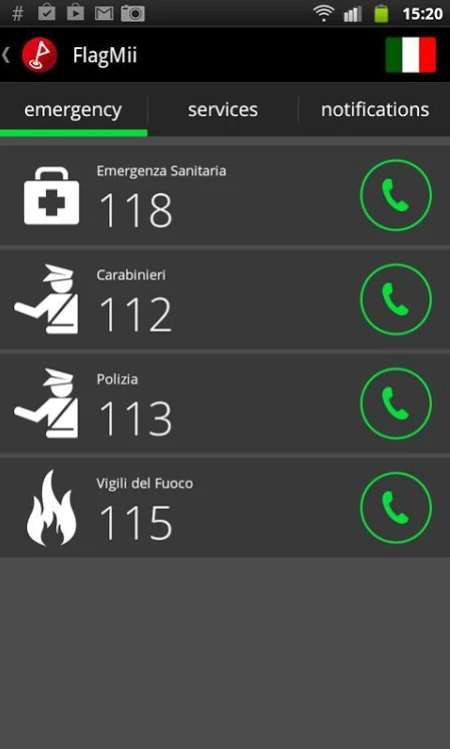 # 15:20
FlagMii
emergency services notifications
Emergenza Sanitaria
118
Carabinieri
112
Polizia
113
Vigili del Fuoco
115